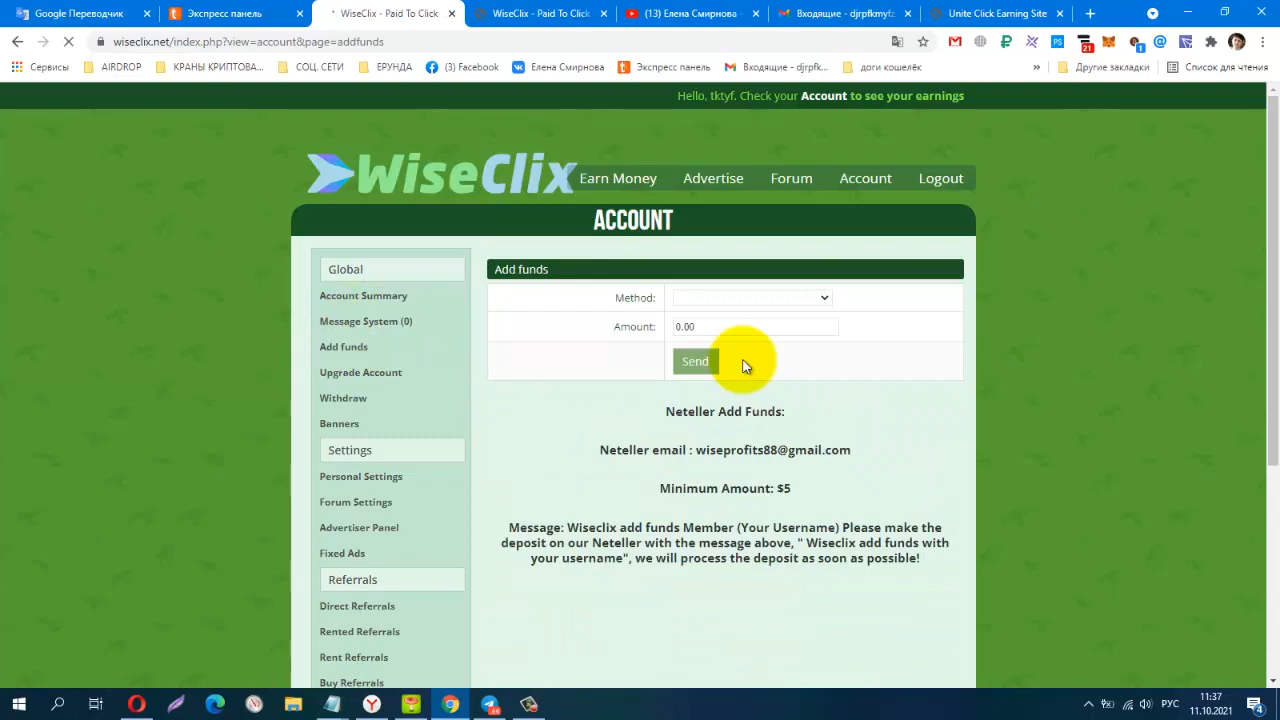 Google Переводчик
Экспресс панель
WiseClix - Paid To Click
WiseClix - Paid To Click
(13) Елена Смирнова -
Входящие - djrpfkmyfz
Unite Click Earning Site
wiseclix.net/index.php?view=account&page=addfunds
Сервисы
AIRDROP
КРАНЫ КРИПТОВА...
СОЦ. СЕТИ
ЕРУНДА
(3) Facebook
Елена Смирнова
Экспресс панель
Входящие - djrpfk...
доги кошелёк
Другие закладки
Список для чтения
Hello, tktyf. Check your Account to see your earnings
WiseClix
Earn Money
Advertise
Forum
Account
Logout
ACCOUNT
Global
Account Summary
Message System (0)
Add funds
Upgrade Account
Withdraw
Banners
Settings
Personal Settings
Forum Settings
Advertiser Panel
Fixed Ads
Referrals
Direct Referrals
Rented Referrals
Rent Referrals
Buy Referrals
Add funds
Method:
Amount:
0.00
Send
Neteller Add Funds:
Neteller email : wiseprofits88@gmail.com
Minimum Amount: $5
Message: Wiseclix add funds Member (Your Username) Please make the
deposit on our Neteller with the message above, " Wiseclix add funds with
your username", we will process the deposit as soon as possible!
РУС
11:37
11.10.2021